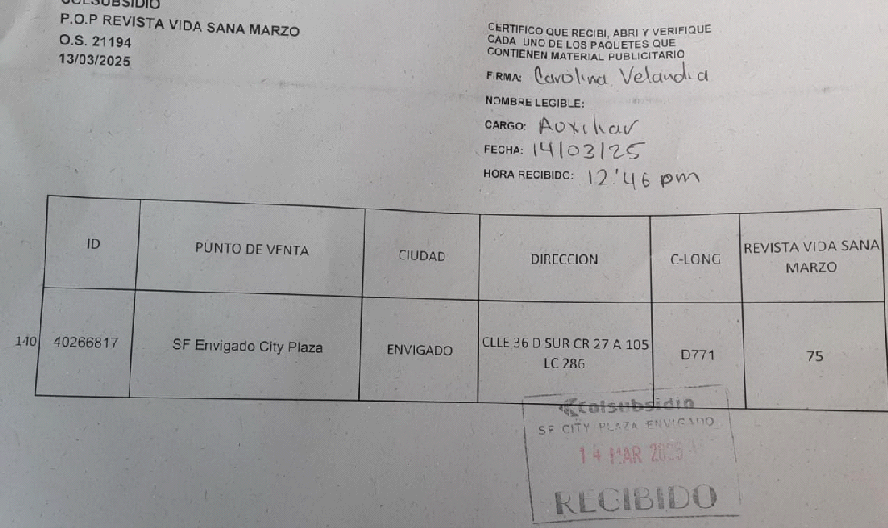 COLSUBSIDIO
P.O.P REVISTA VIDA SANA MARZO
O.S. 21194
13/03/2025
CERTIFICO QUE RECIBI, ABRI Y VERIFIQUE
CADA UNO DE LOS PAQUETES QUE
CONTIENEN MATERIAL PUBLICITARIO
FIRMA: Carolina Velandia
NOMBRE LEGIBLE:
CARGO: Auxiliar
FECHA: 14/03/25
HORA RECIBIDO: 12:46 pm
ID PUNTO DE VENTA CIUDAD DIRECCION C-LONG REVISTA VIDA SANA
MARZO
140 40266817 SF Envigado City Plaza ENVIGADO CLLE 36 D SUR CR 27 A 105 D771 75
LC 286
colsubsidio
SF CITY PLAZA ENVIGADO
14 MAR 2025
RECIBIDO